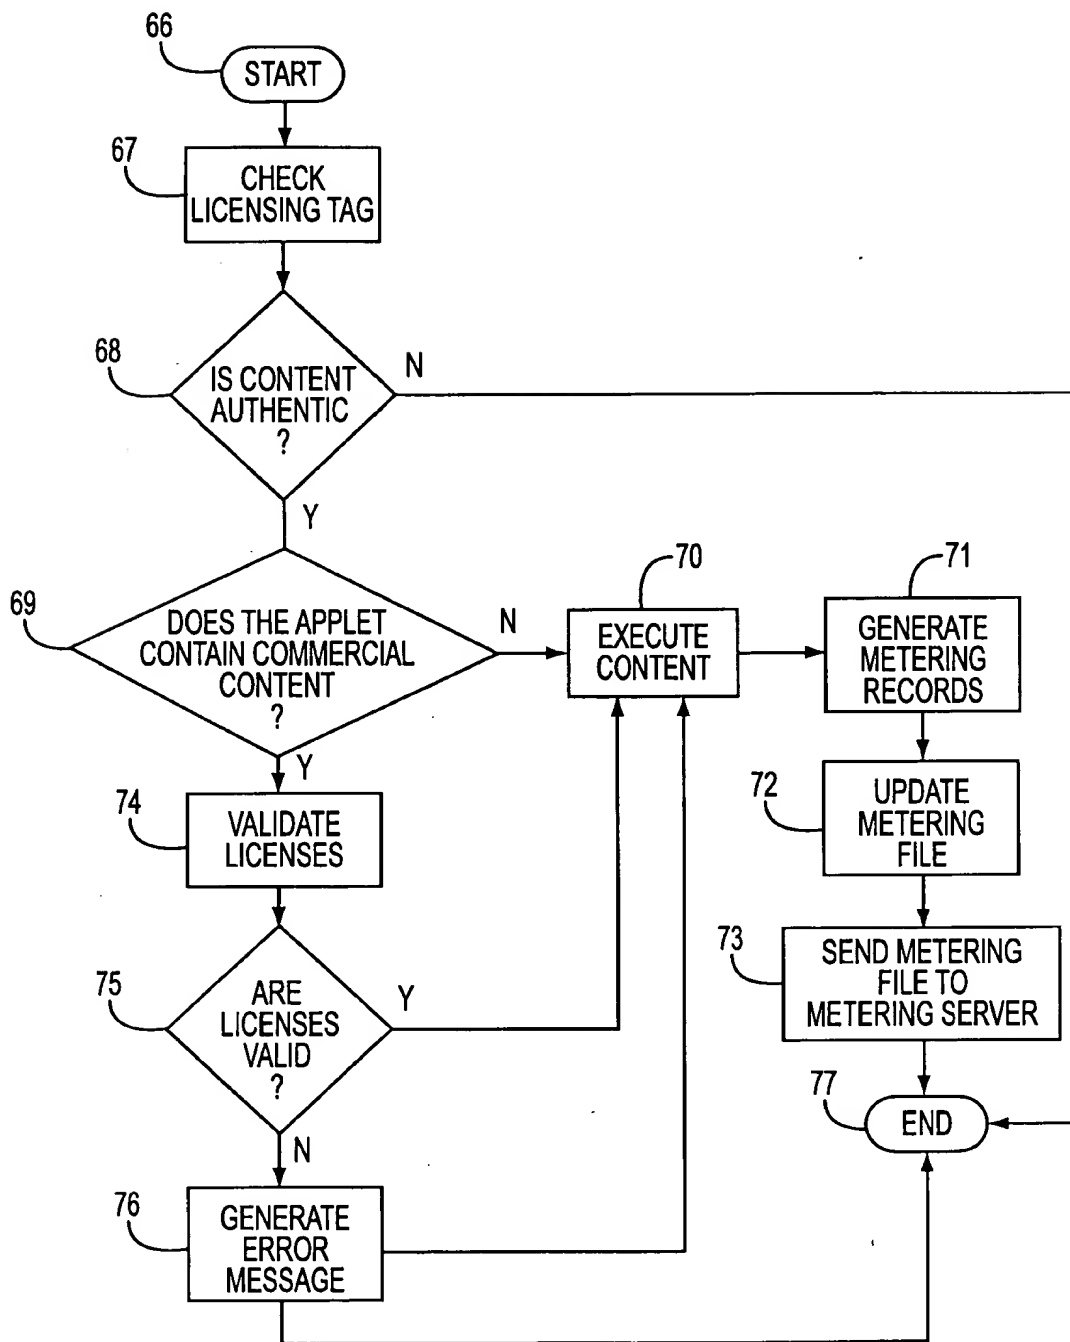 66
START
67
CHECK
LICENSING TAG
68
IS CONTENT
AUTHENTIC
?
N
Y
69
DOES THE APPLET
CONTAIN COMMERCIAL
CONTENT
?
N
Y
70
EXECUTE
CONTENT
71
GENERATE
METERING
RECORDS
72
UPDATE
METERING
FILE
73
SEND METERING
FILE TO
METERING SERVER
74
VALIDATE
LICENSES
75
ARE
LICENSES
VALID
?
Y
N
76
GENERATE
ERROR
MESSAGE
77
END